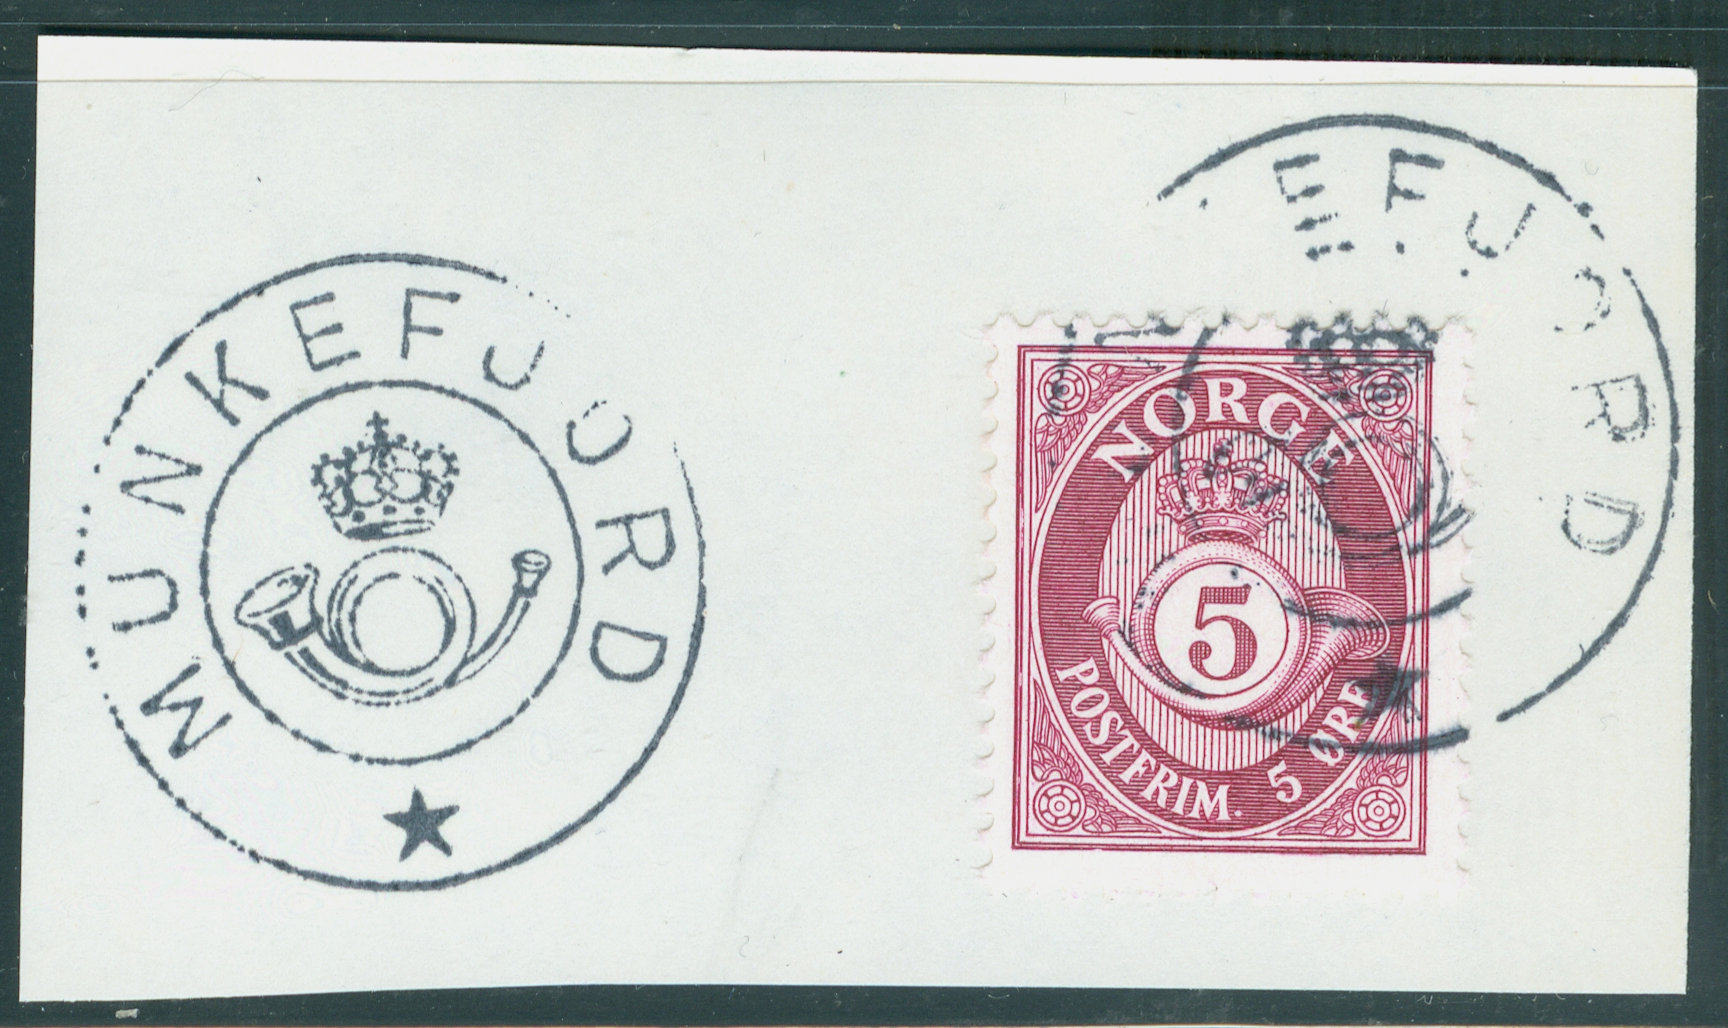 MUNKEFJORD
EFJORD
NORGE
5
POSTFRIM. 5 ØRE